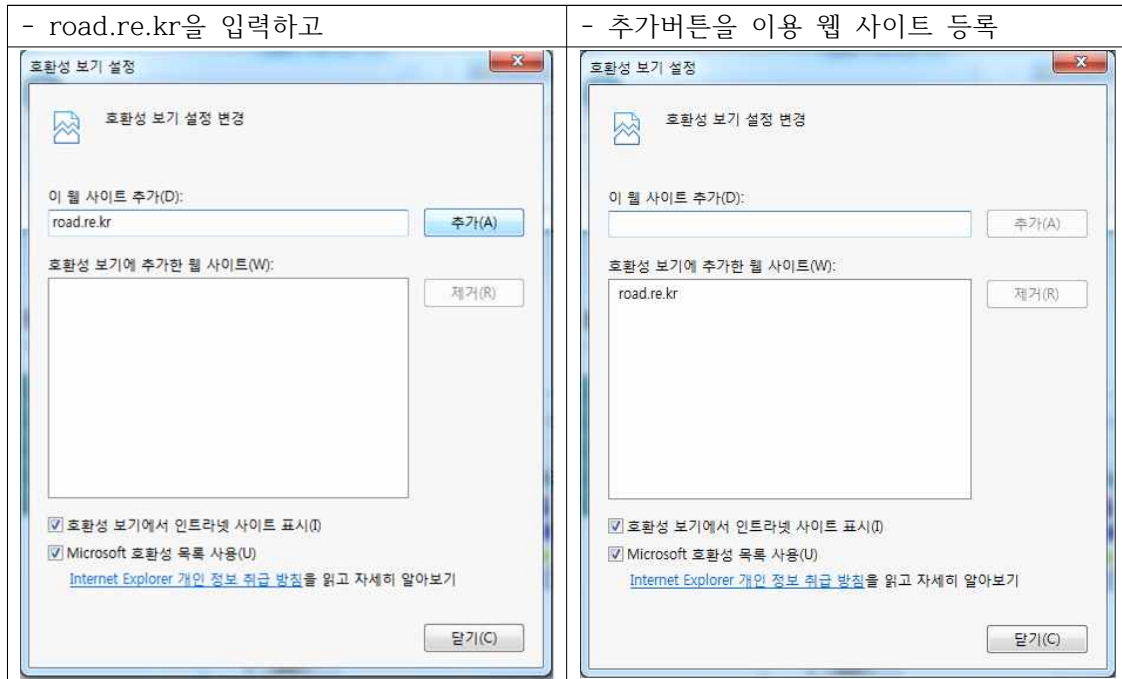 - road.re.kr을 입력하고
- 추가버튼을 이용 웹 사이트 등록
호환성 보기 설정
호환성 보기 설정 변경
이 웹 사이트 추가(D):
road.re.kr
추가(A)
호환성 보기에 추가한 웹 사이트(W):
제거(R)
호환성 보기에서 인트라넷 사이트 표시(I)
Microsoft 호환성 목록 사용(U)
Internet Explorer 개인 정보 취급 방침을 읽고 자세히 알아보기
닫기(C)
호환성 보기 설정
호환성 보기 설정 변경
이 웹 사이트 추가(D):
추가(A)
호환성 보기에 추가한 웹 사이트(W):
road.re.kr
제거(R)
호환성 보기에서 인트라넷 사이트 표시(I)
Microsoft 호환성 목록 사용(U)
Internet Explorer 개인 정보 취급 방침을 읽고 자세히 알아보기
닫기(C)